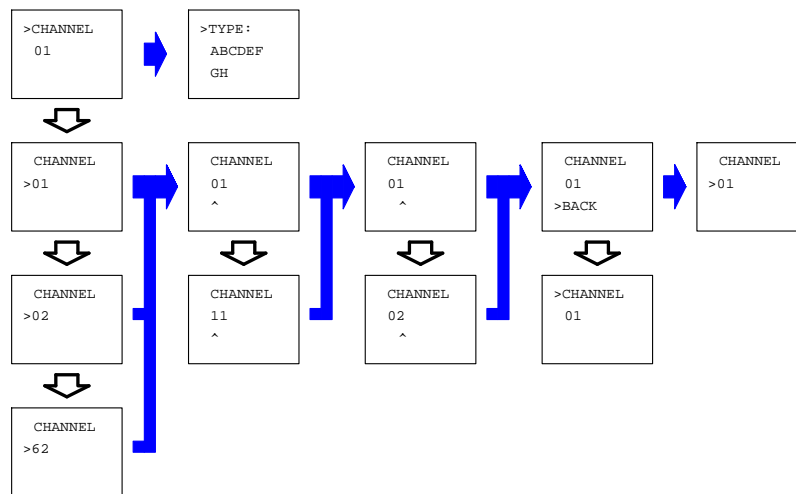 >CHANNEL
01
>TYPE:
ABCDEF
GH
CHANNEL
>01
CHANNEL
01
^
CHANNEL
01
^
CHANNEL
01
>BACK
CHANNEL
>01
CHANNEL
>02
CHANNEL
11
^
CHANNEL
02
^
>CHANNEL
01
CHANNEL
>62